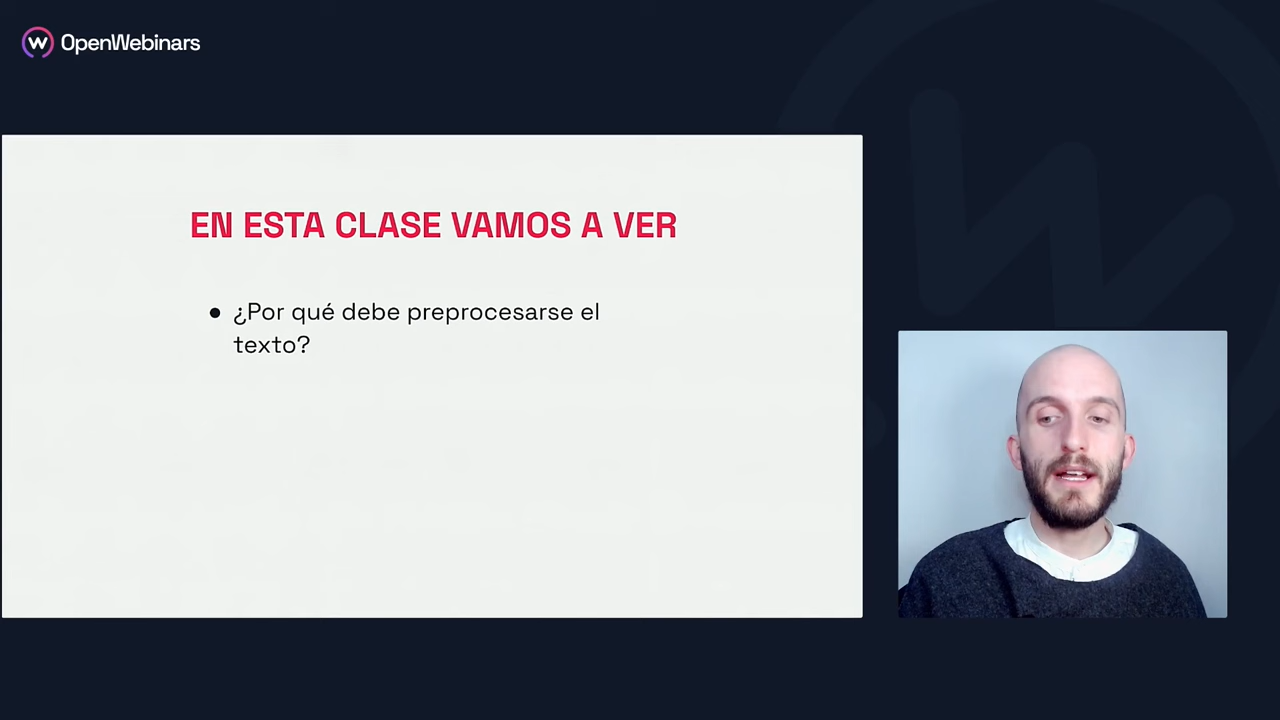 OpenWebinars
EN ESTA CLASE VAMOS A VER
● ¿Por qué debe preprocesarse el
texto?